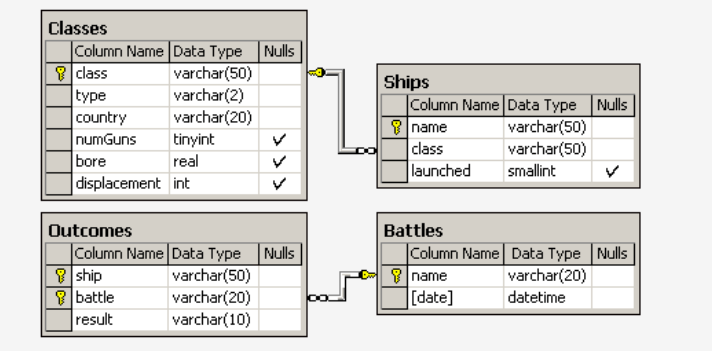 Classes
Column Name Data Type Nulls
class varchar(50)
type varchar(2)
country varchar(20)
numGuns tinyint ✓
bore real ✓
displacement int ✓
Ships
Column Name Data Type Nulls
name varchar(50)
class varchar(50)
launched smallint ✓
Outcomes
Column Name Data Type Nulls
ship varchar(50)
battle varchar(20)
result varchar(10)
Battles
Column Name Data Type Nulls
name varchar(20)
[date] datetime